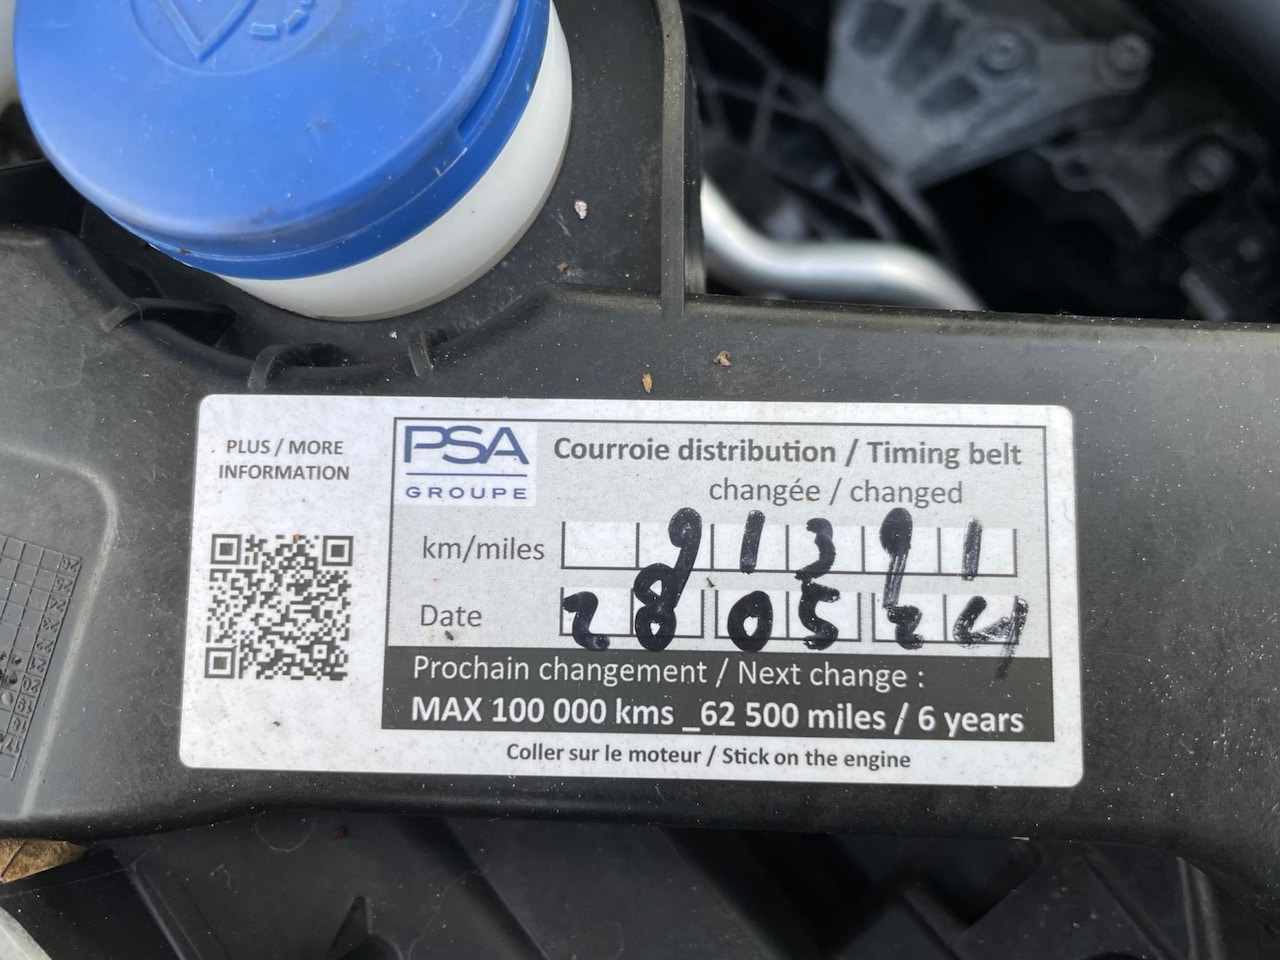 PLUS / MORE
INFORMATION
PSA
GROUPE
Courroie distribution / Timing belt
changée / changed
km/miles 91391
Date 280524
Prochain changement / Next change :
MAX 100 000 kms _62 500 miles / 6 years
Coller sur le moteur / Stick on the engine